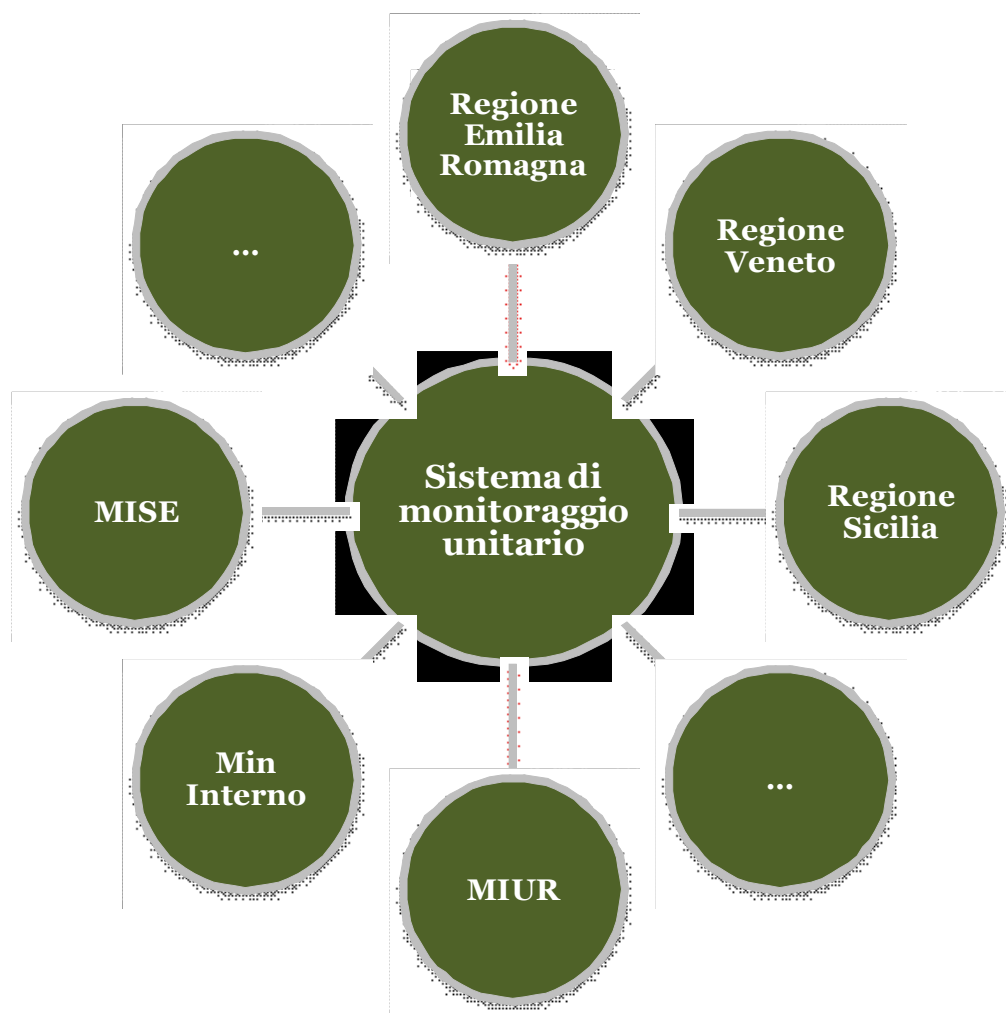 Regione
Emilia
Romagna
...
Regione
Veneto
MISE
Sistema di
monitoraggio
unitario
Regione
Sicilia
Min
Interno
...
MIUR